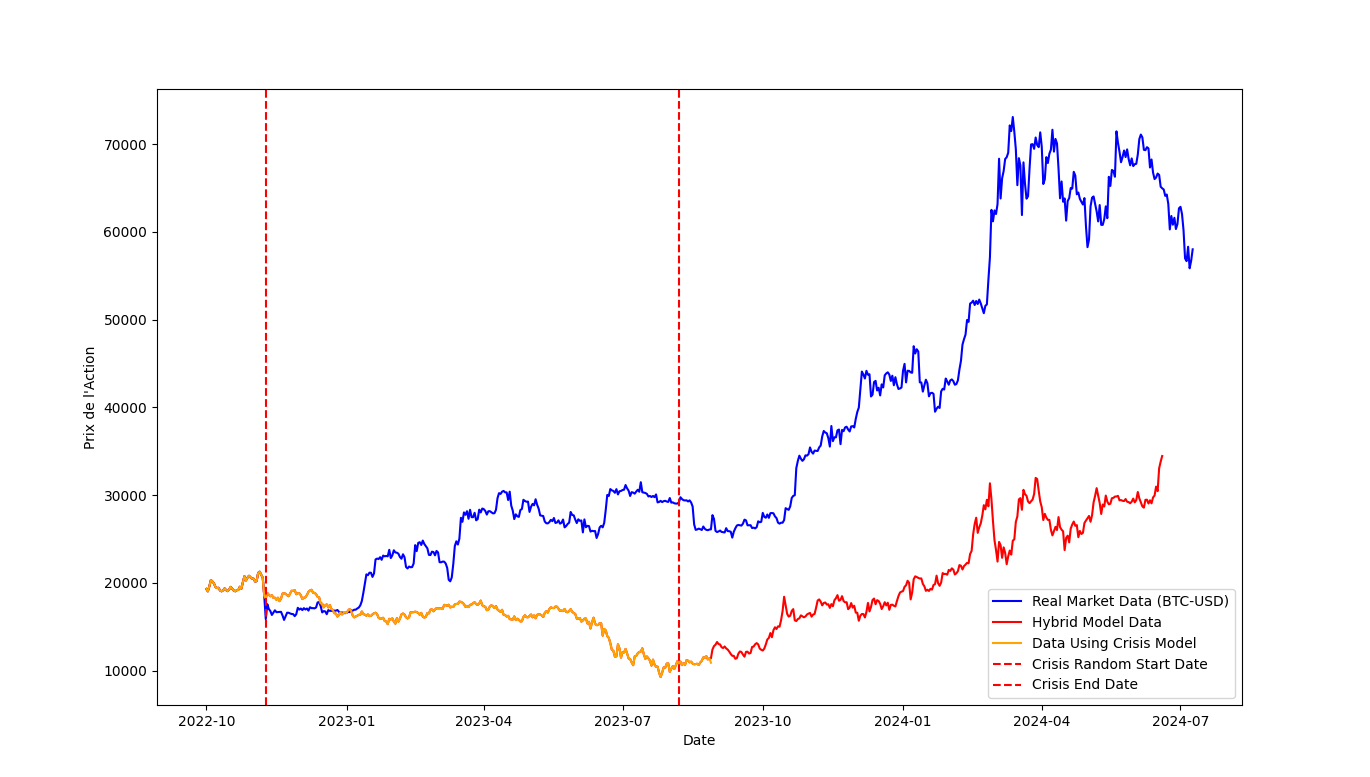 70000
60000
50000
40000
30000
20000
10000
Prix de l'Action
2022-10 2023-01 2023-04 2023-07 2023-10 2024-01 2024-04 2024-07
Date
Real Market Data (BTC-USD)
Hybrid Model Data
Data Using Crisis Model
Crisis Random Start Date
Crisis End Date